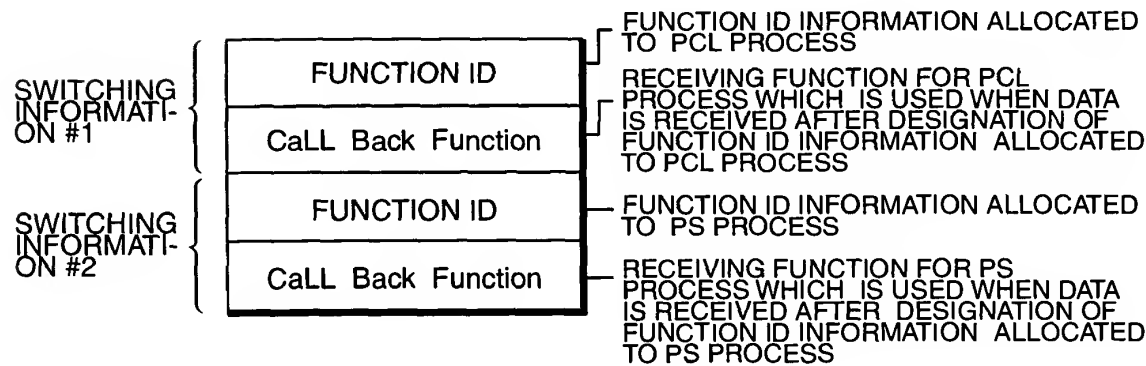 SWITCHING
INFORMATI-
ON #1
FUNCTION ID
CaLL Back Function
FUNCTION ID INFORMATION ALLOCATED
TO PCL PROCESS
RECEIVING FUNCTION FOR PCL
PROCESS WHICH IS USED WHEN DATA
IS RECEIVED AFTER DESIGNATION OF
FUNCTION ID INFORMATION ALLOCATED
TO PCL PROCESS
SWITCHING
INFORMATI-
ON #2
FUNCTION ID
CaLL Back Function
FUNCTION ID INFORMATION ALLOCATED
TO PS PROCESS
RECEIVING FUNCTION FOR PS
PROCESS WHICH IS USED WHEN DATA
IS RECEIVED AFTER DESIGNATION OF
FUNCTION ID INFORMATION ALLOCATED
TO PS PROCESS